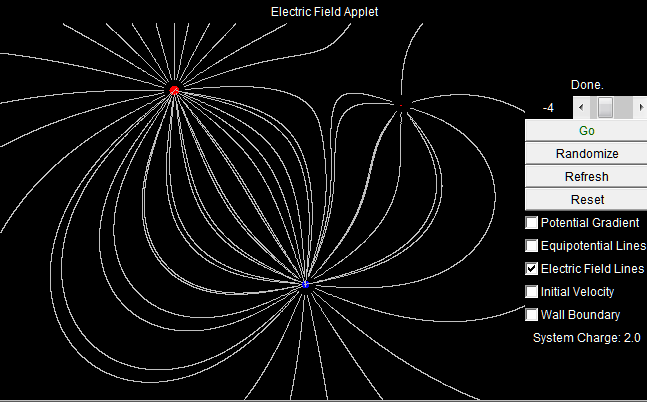 Electric Field Applet
Done.
-4
Go
Randomize
Refresh
Reset
Potential Gradient
Equipotential Lines
Electric Field Lines
Initial Velocity
Wall Boundary
System Charge: 2.0